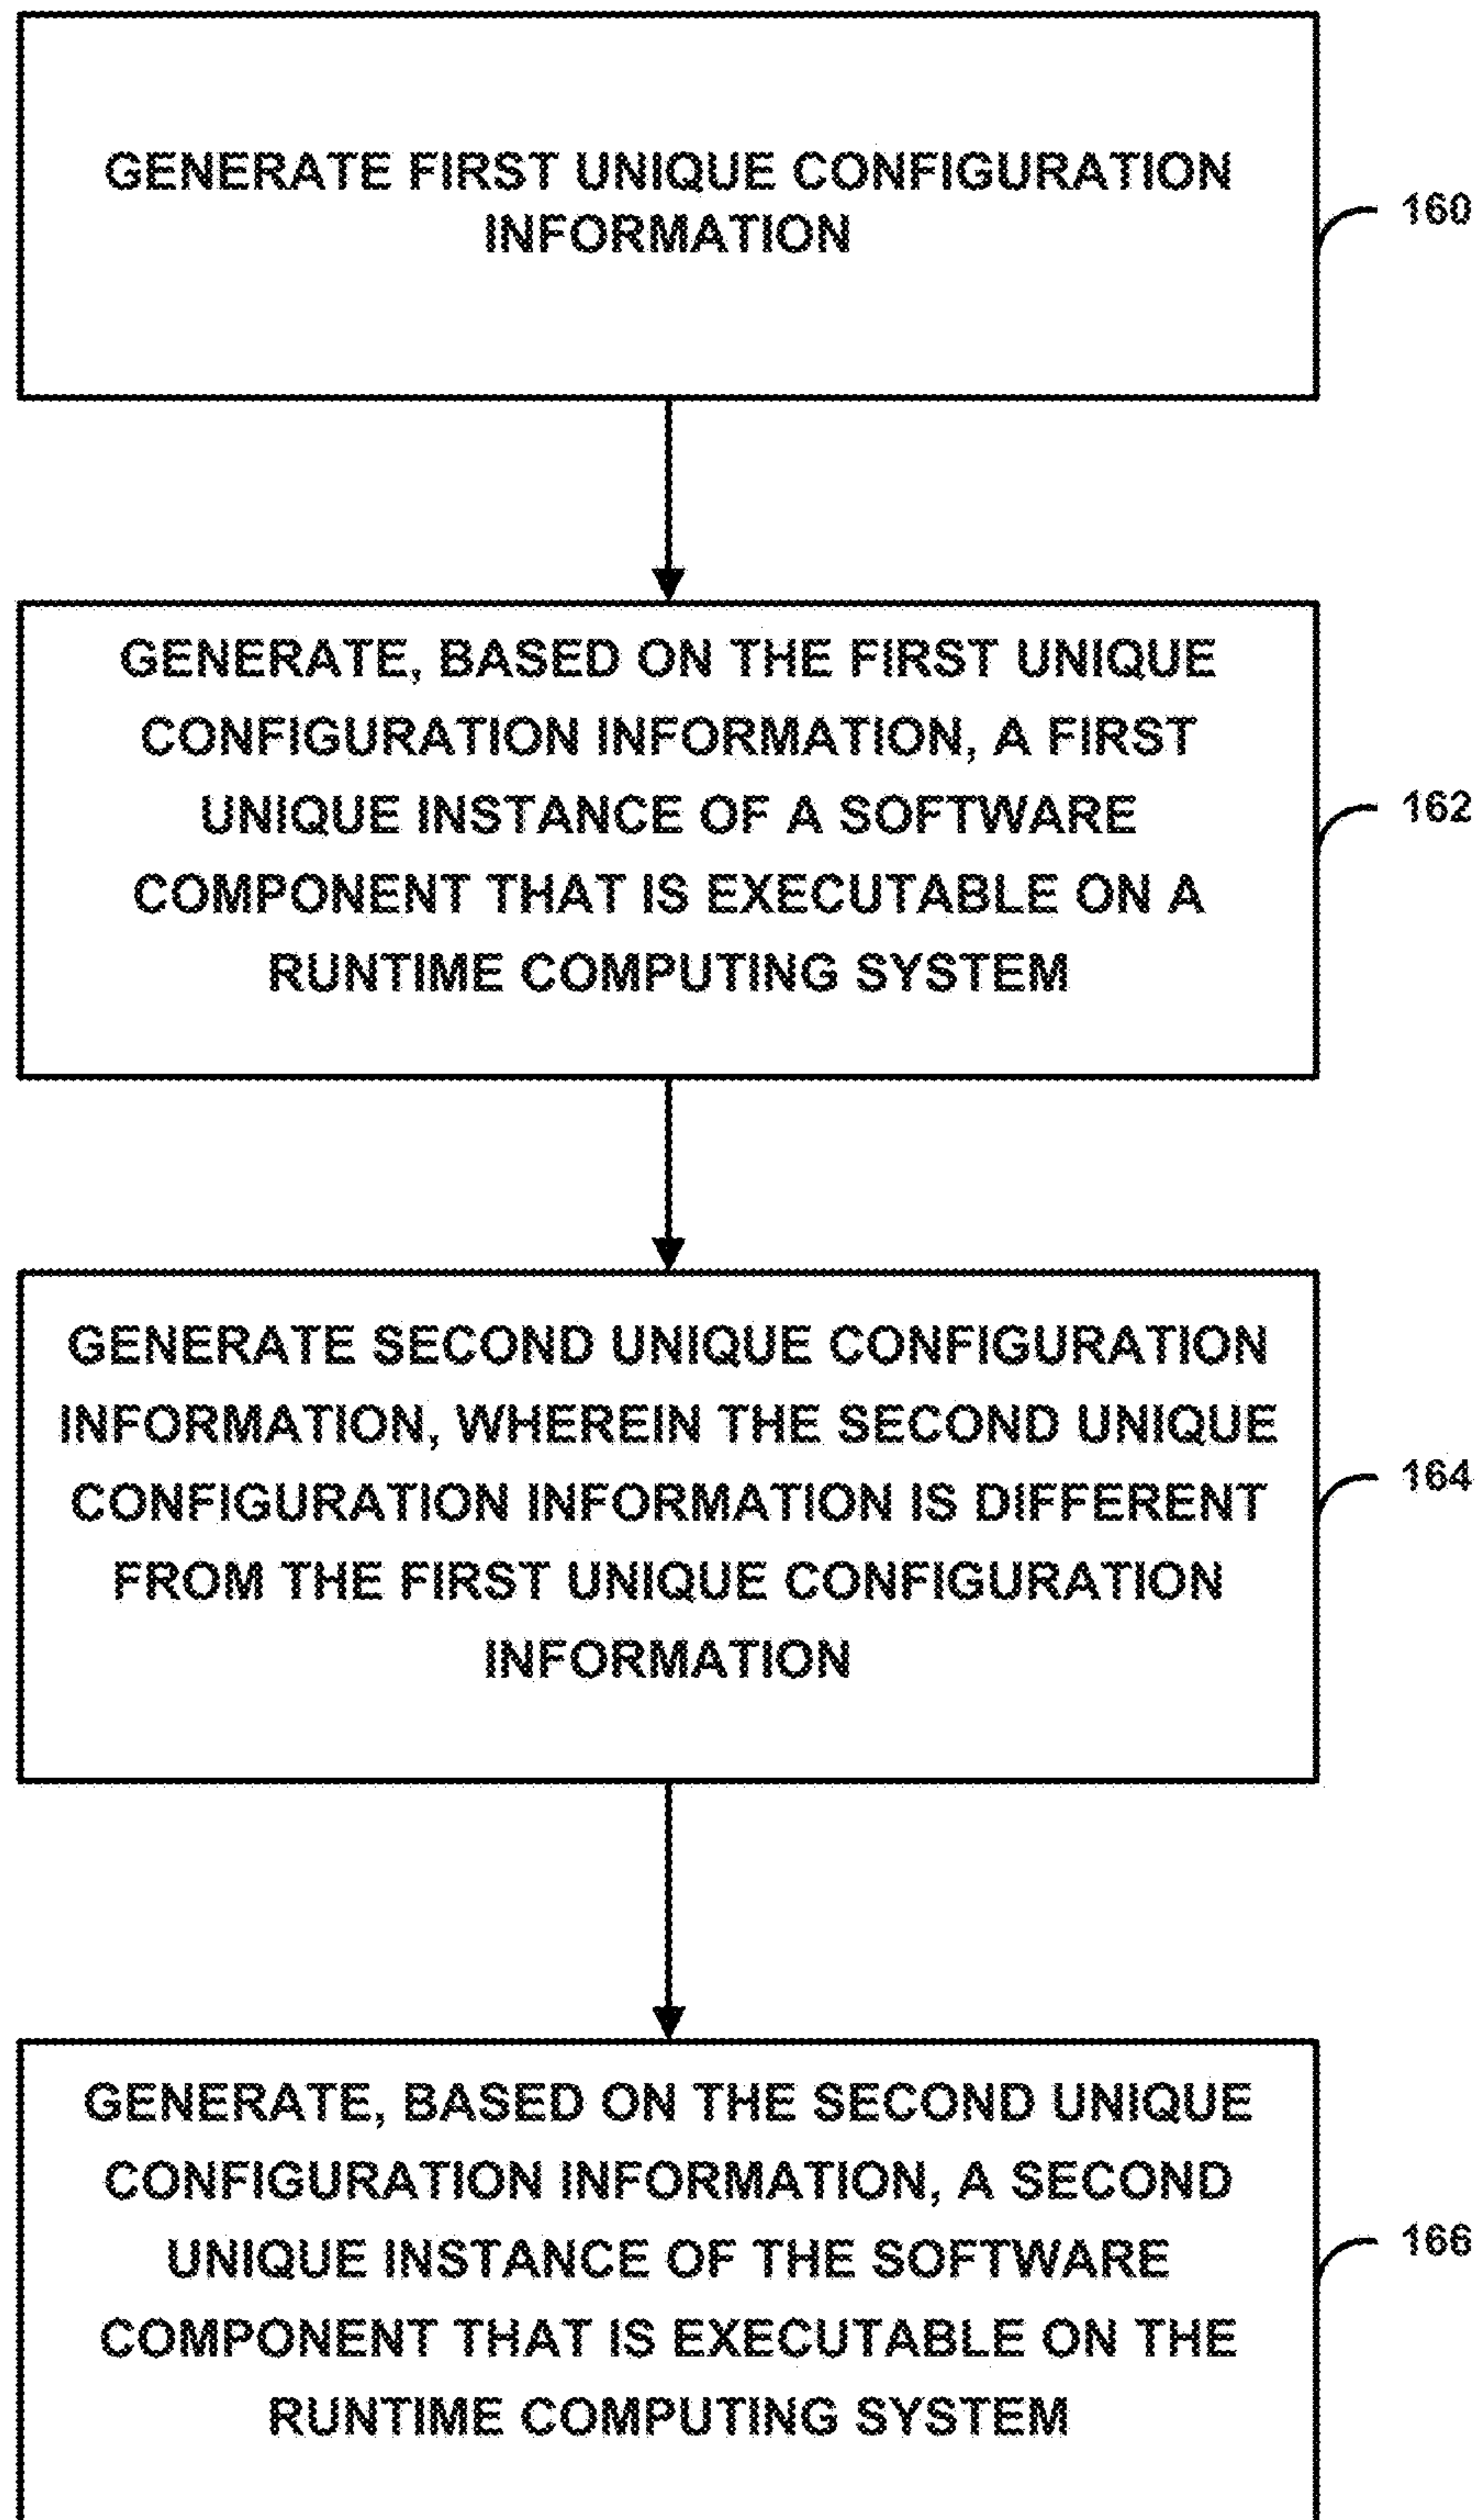 GENERATE FIRST UNIQUE CONFIGURATION
INFORMATION
160
GENERATE, BASED ON THE FIRST UNIQUE
CONFIGURATION INFORMATION, A FIRST
UNIQUE INSTANCE OF A SOFTWARE
COMPONENT THAT IS EXECUTABLE ON A
RUNTIME COMPUTING SYSTEM
162
GENERATE SECOND UNIQUE CONFIGURATION
INFORMATION, WHEREIN THE SECOND UNIQUE
CONFIGURATION INFORMATION IS DIFFERENT
FROM THE FIRST UNIQUE CONFIGURATION
INFORMATION
164
GENERATE, BASED ON THE SECOND UNIQUE
CONFIGURATION INFORMATION, A SECOND
UNIQUE INSTANCE OF THE SOFTWARE
COMPONENT THAT IS EXECUTABLE ON THE
RUNTIME COMPUTING SYSTEM
166